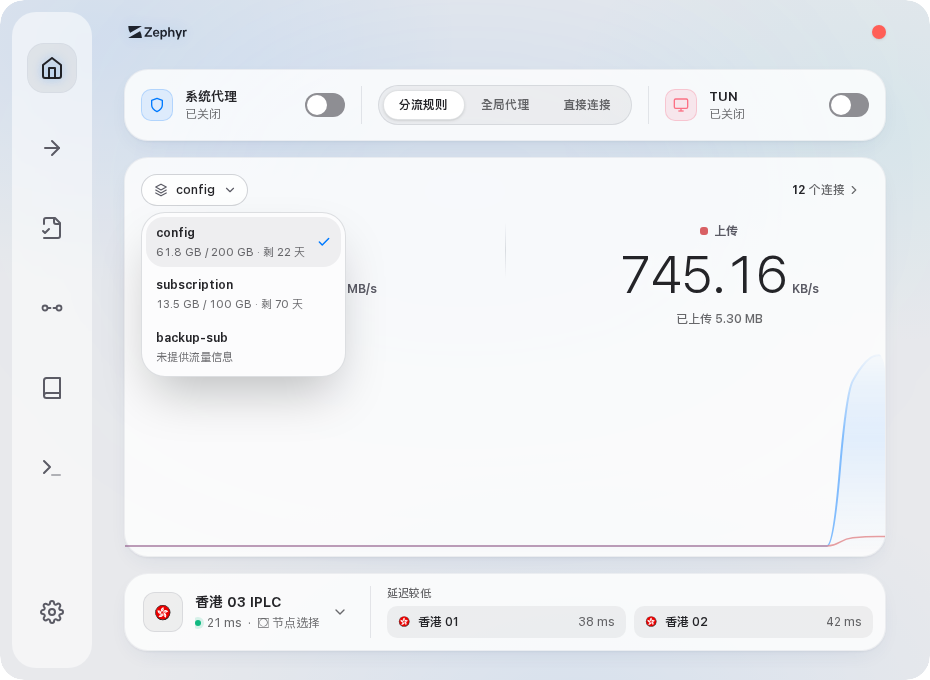 Zephyr
系统代理
已关闭
分流规则
全局代理
直接连接
TUN
已关闭
config
12 个连接
config
61.8 GB / 200 GB · 剩 22 天
subscription
13.5 GB / 100 GB · 剩 70 天
backup-sub
未提供流量信息
MB/s
上传
745.16 KB/s
已上传 5.30 MB
香港 03 IPLC
21 ms · 节点选择
延迟较低
香港 01
38 ms
香港 02
42 ms